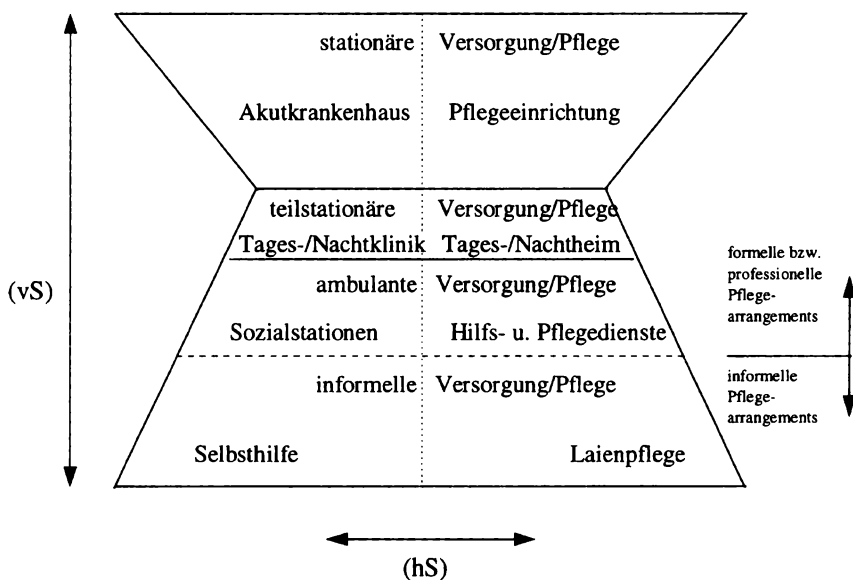 stationäre Versorgung/Pflege
Akutkrankenhaus Pflegeeinrichtung
teilstationäre Versorgung/Pflege
Tages-/Nachtklinik Tages-/Nachtheim
ambulante Versorgung/Pflege
Sozialstationen Hilfs- u. Pflegedienste
informelle Versorgung/Pflege
Selbsthilfe Laienpflege
(vS)
formelle bzw.
professionelle
Pflege-
arrangements
informelle
Pflege-
arrangements
(hS)